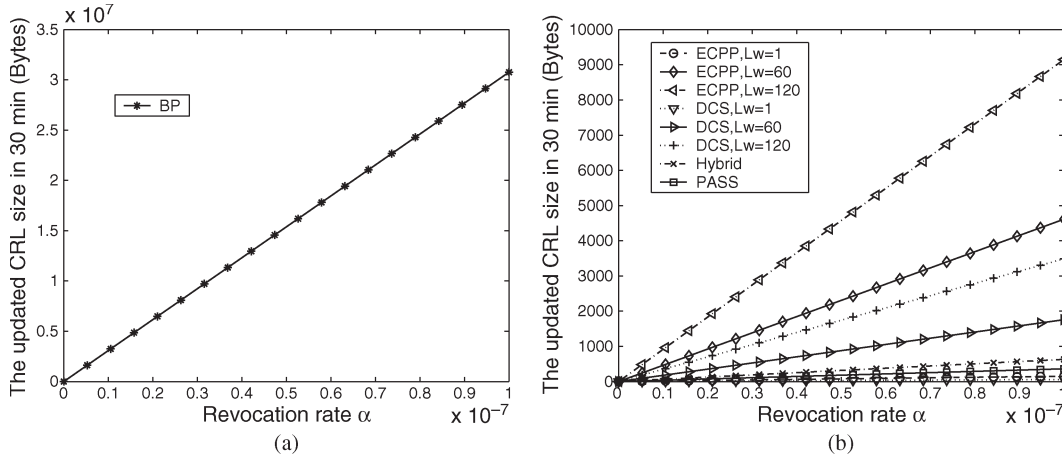 x 10⁷
3.5
3
2.5
2
1.5
1
0.5
0
The updated CRL size in 30 min (Bytes)
BP
0 0.1 0.2 0.3 0.4 0.5 0.6 0.7 0.8 0.9 1
Revocation rate α
x 10⁻⁷
(a)
10000
9000
8000
7000
6000
5000
4000
3000
2000
1000
0
The updated CRL size in 30 min (Bytes)
ECPP,Lw=1
ECPP,Lw=60
ECPP,Lw=120
DCS,Lw=1
DCS,Lw=60
DCS,Lw=120
Hybrid
PASS
0 0.1 0.2 0.3 0.4 0.5 0.6 0.7 0.8 0.9 1
Revocation rate α
x 10⁻⁷
(b)